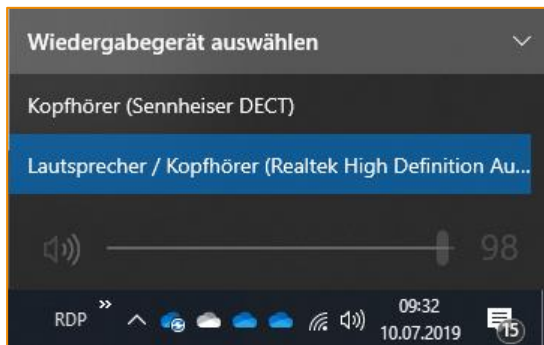 Wiedergabegerät auswählen
Kopfhörer (Sennheiser DECT)
Lautsprecher / Kopfhörer (Realtek High Definition Au...
98
RDP »
09:32
10.07.2019
15